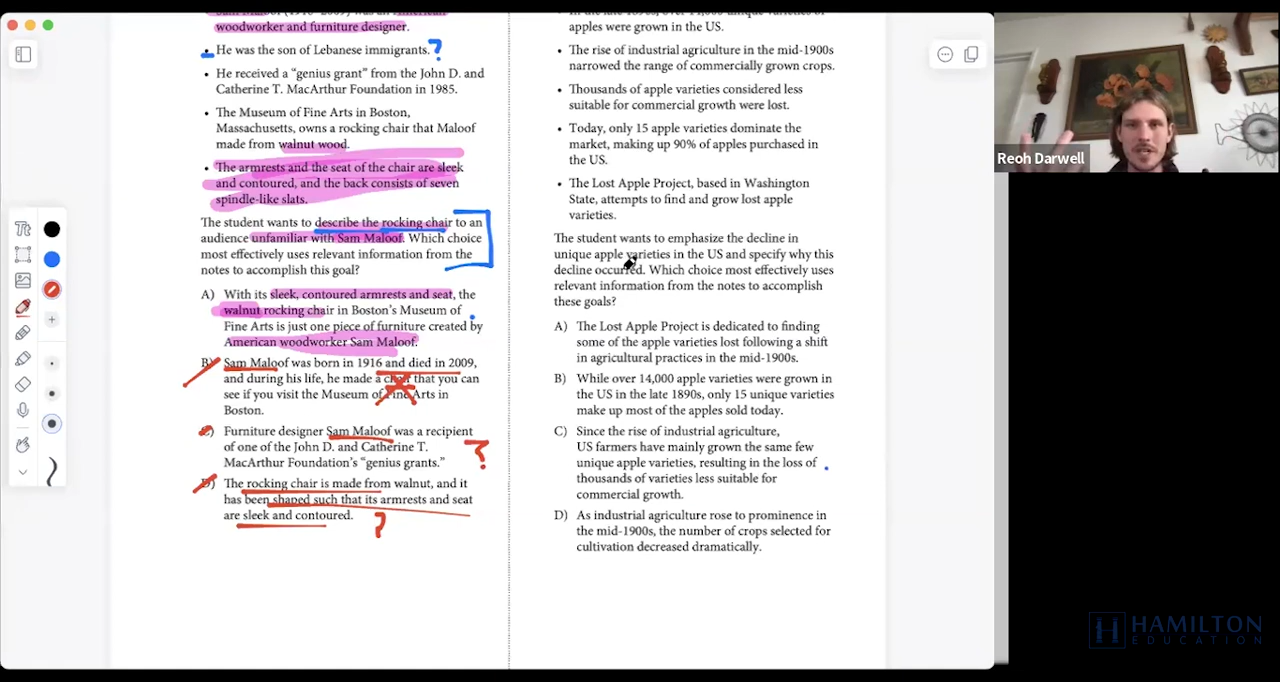 woodworker and furniture designer.
• He was the son of Lebanese immigrants. ?
• He received a “genius grant” from the John D. and
Catherine T. MacArthur Foundation in 1985.
• The Museum of Fine Arts in Boston,
Massachusetts, owns a rocking chair that Maloof
made from walnut wood.
• The armrests and the seat of the chair are sleek
and contoured, and the back consists of seven
spindle-like slats.
The student wants to describe the rocking chair to an
audience unfamiliar with Sam Maloof. Which choice
most effectively uses relevant information from the
notes to accomplish this goal?
A) With its sleek, contoured armrests and seat, the
walnut rocking chair in Boston’s Museum of
Fine Arts is just one piece of furniture created by
American woodworker Sam Maloof.
B) Sam Maloof was born in 1916 and died in 2009,
and during his life, he made a chair that you can
see if you visit the Museum of Fine Arts in
Boston.
C) Furniture designer Sam Maloof was a recipient
of one of the John D. and Catherine T.
MacArthur Foundation’s “genius grants.” ?
D) The rocking chair is made from walnut, and it
has been shaped such that its armrests and seat
are sleek and contoured. ?
apples were grown in the US.
• The rise of industrial agriculture in the mid-1900s
narrowed the range of commercially grown crops.
• Thousands of apple varieties considered less
suitable for commercial growth were lost.
• Today, only 15 apple varieties dominate the
market, making up 90% of apples purchased in
the US.
• The Lost Apple Project, based in Washington
State, attempts to find and grow lost apple
varieties.
The student wants to emphasize the decline in
unique apple varieties in the US and specify why this
decline occurred. Which choice most effectively uses
relevant information from the notes to accomplish
these goals?
A) The Lost Apple Project is dedicated to finding
some of the apple varieties lost following a shift
in agricultural practices in the mid-1900s.
B) While over 14,000 apple varieties were grown in
the US in the late 1890s, only 15 unique varieties
make up most of the apples sold today.
C) Since the rise of industrial agriculture,
US farmers have mainly grown the same few
unique apple varieties, resulting in the loss of
thousands of varieties less suitable for
commercial growth.
D) As industrial agriculture rose to prominence in
the mid-1900s, the number of crops selected for
cultivation decreased dramatically.
Reoh Darwell
HAMILTON
EDUCATION